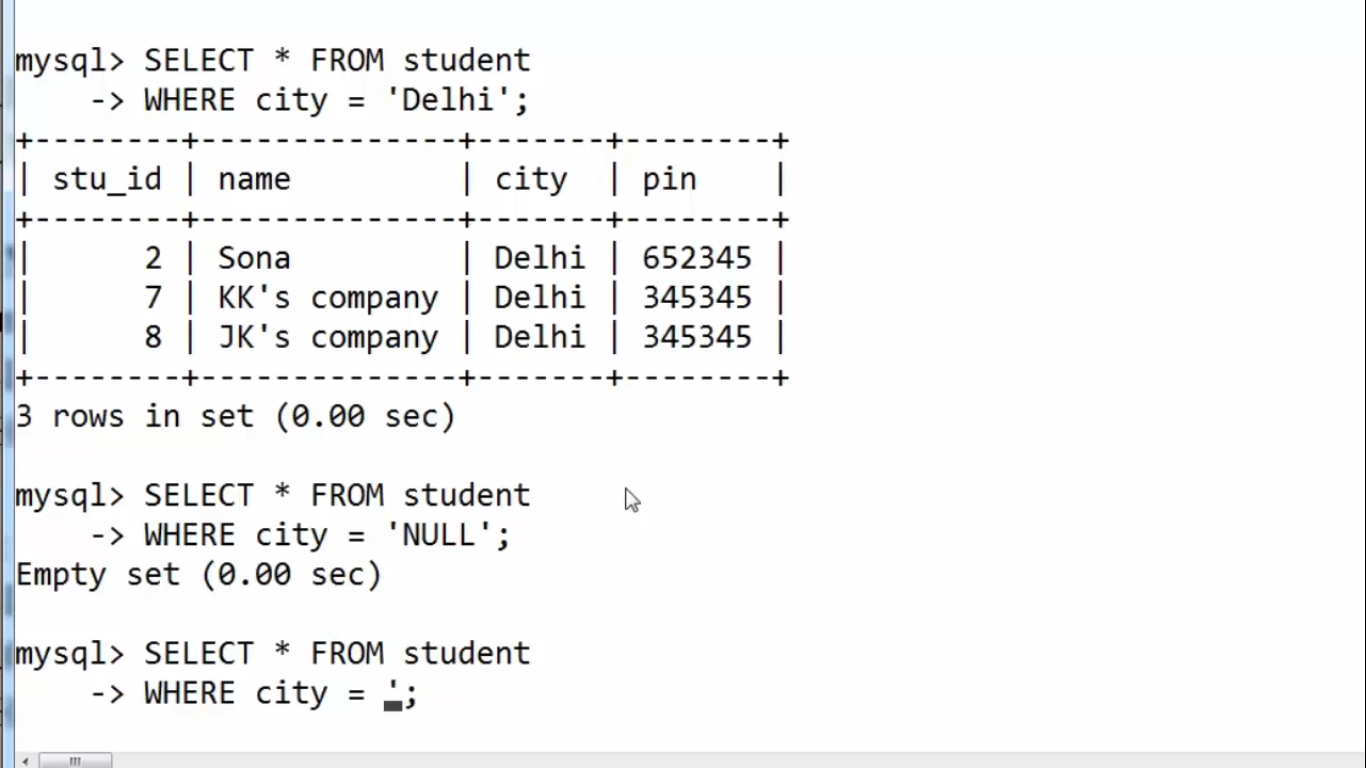 mysql> SELECT * FROM student
    -> WHERE city = 'Delhi';
+--------+--------------+-------+--------+
| stu_id | name         | city  | pin    |
+--------+--------------+-------+--------+
|      2 | Sona         | Delhi | 652345 |
|      7 | KK's company | Delhi | 345345 |
|      8 | JK's company | Delhi | 345345 |
+--------+--------------+-------+--------+
3 rows in set (0.00 sec)
mysql> SELECT * FROM student
    -> WHERE city = 'NULL';
Empty set (0.00 sec)
mysql> SELECT * FROM student
    -> WHERE city = ';